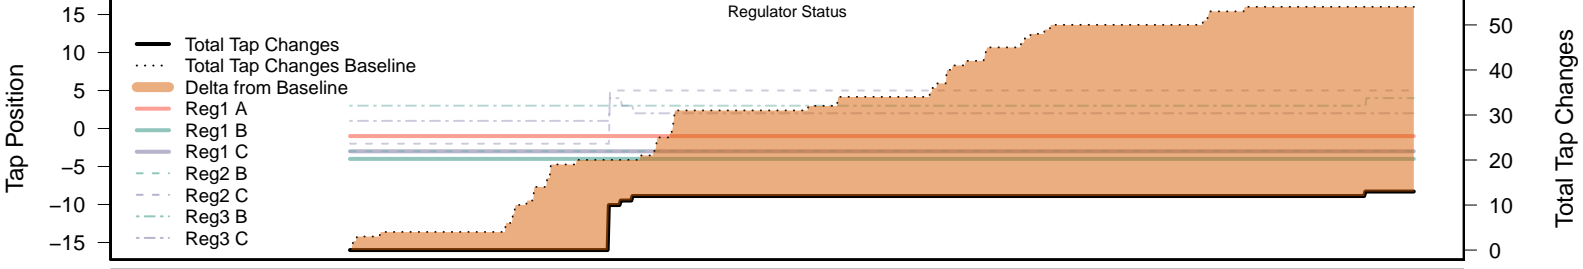 Regulator Status
Tap Position
15
10
5
0
−5
−10
−15
Total Tap Changes
Total Tap Changes Baseline
Delta from Baseline
Reg1 A
Reg1 B
Reg1 C
Reg2 B
Reg2 C
Reg3 B
Reg3 C
50
40
30
20
10
0
Total Tap Changes